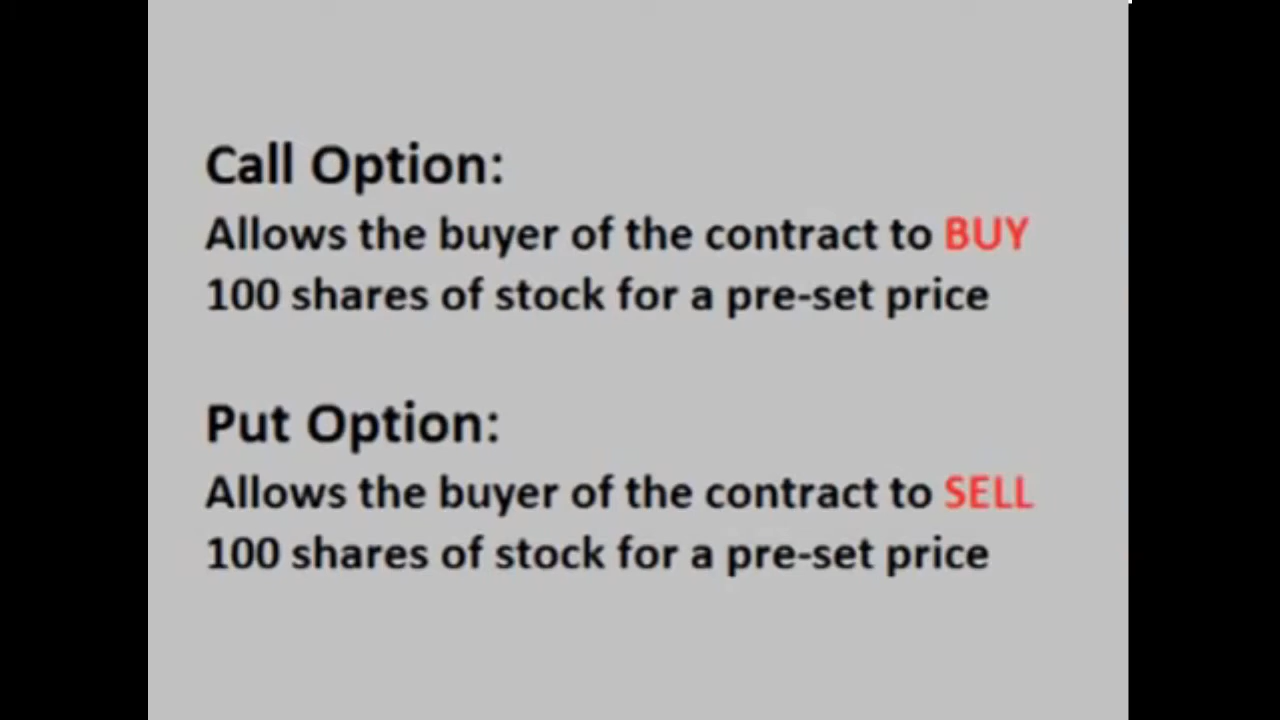 Call Option:
Allows the buyer of the contract to BUY
100 shares of stock for a pre-set price
Put Option:
Allows the buyer of the contract to SELL
100 shares of stock for a pre-set price